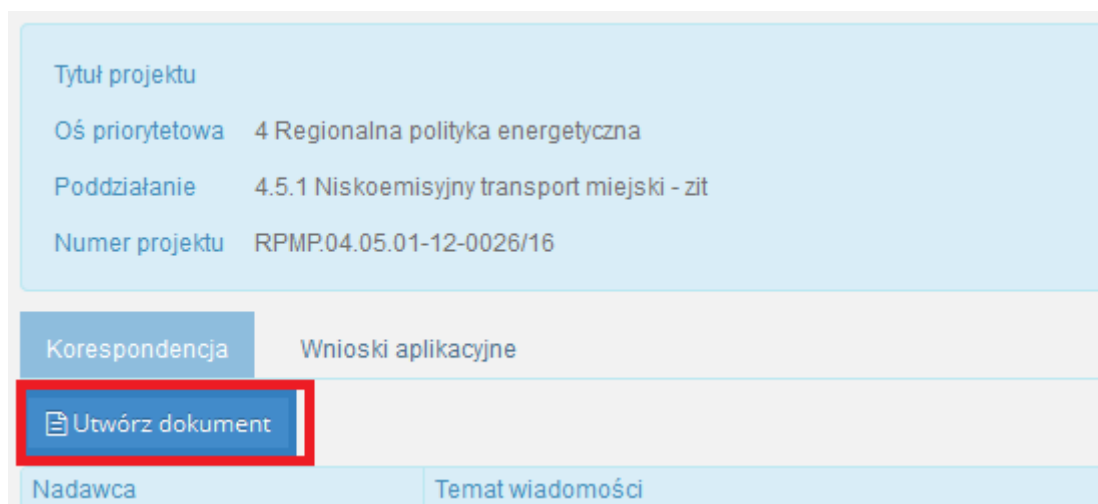 Tytuł projektu
Oś priorytetowa 4 Regionalna polityka energetyczna
Poddziałanie 4.5.1 Niskoemisyjny transport miejski - zit
Numer projektu RPMP.04.05.01-12-0026/16
Korespondencja Wnioski aplikacyjne
Utwórz dokument
Nadawca Temat wiadomości